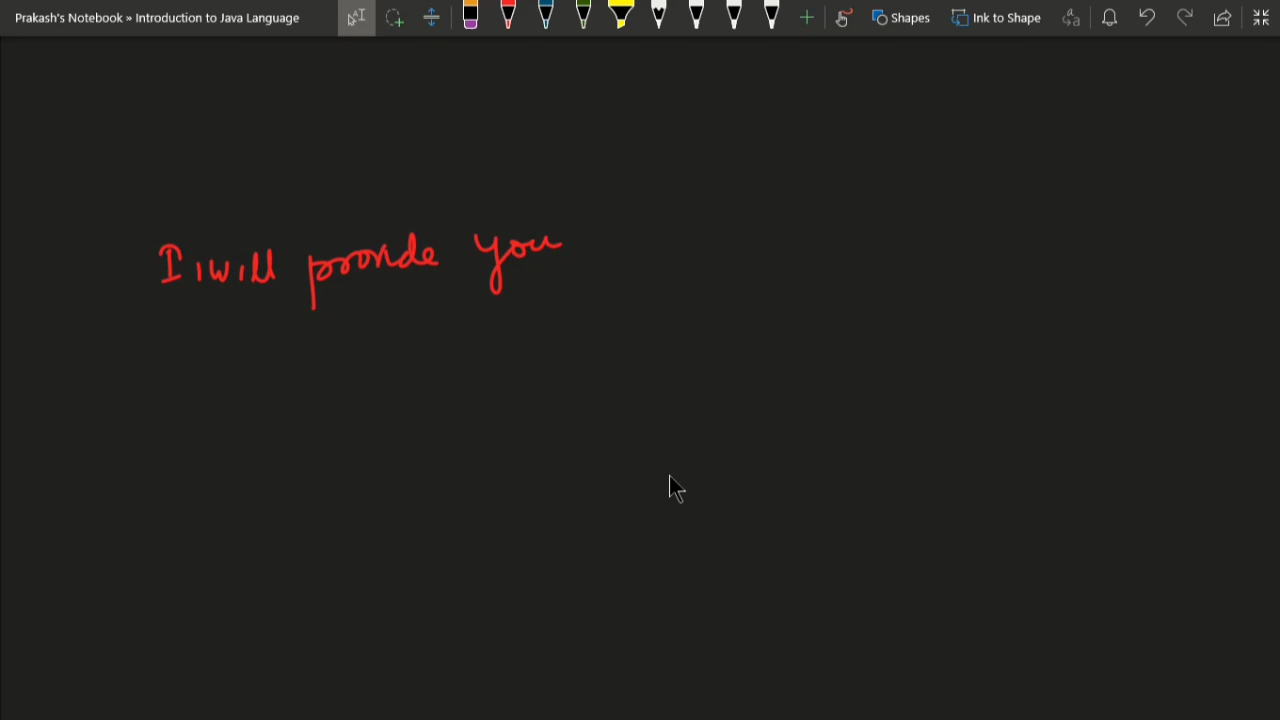 Prakash's Notebook » Introduction to Java Language
Shapes
Ink to Shape
I will provide you